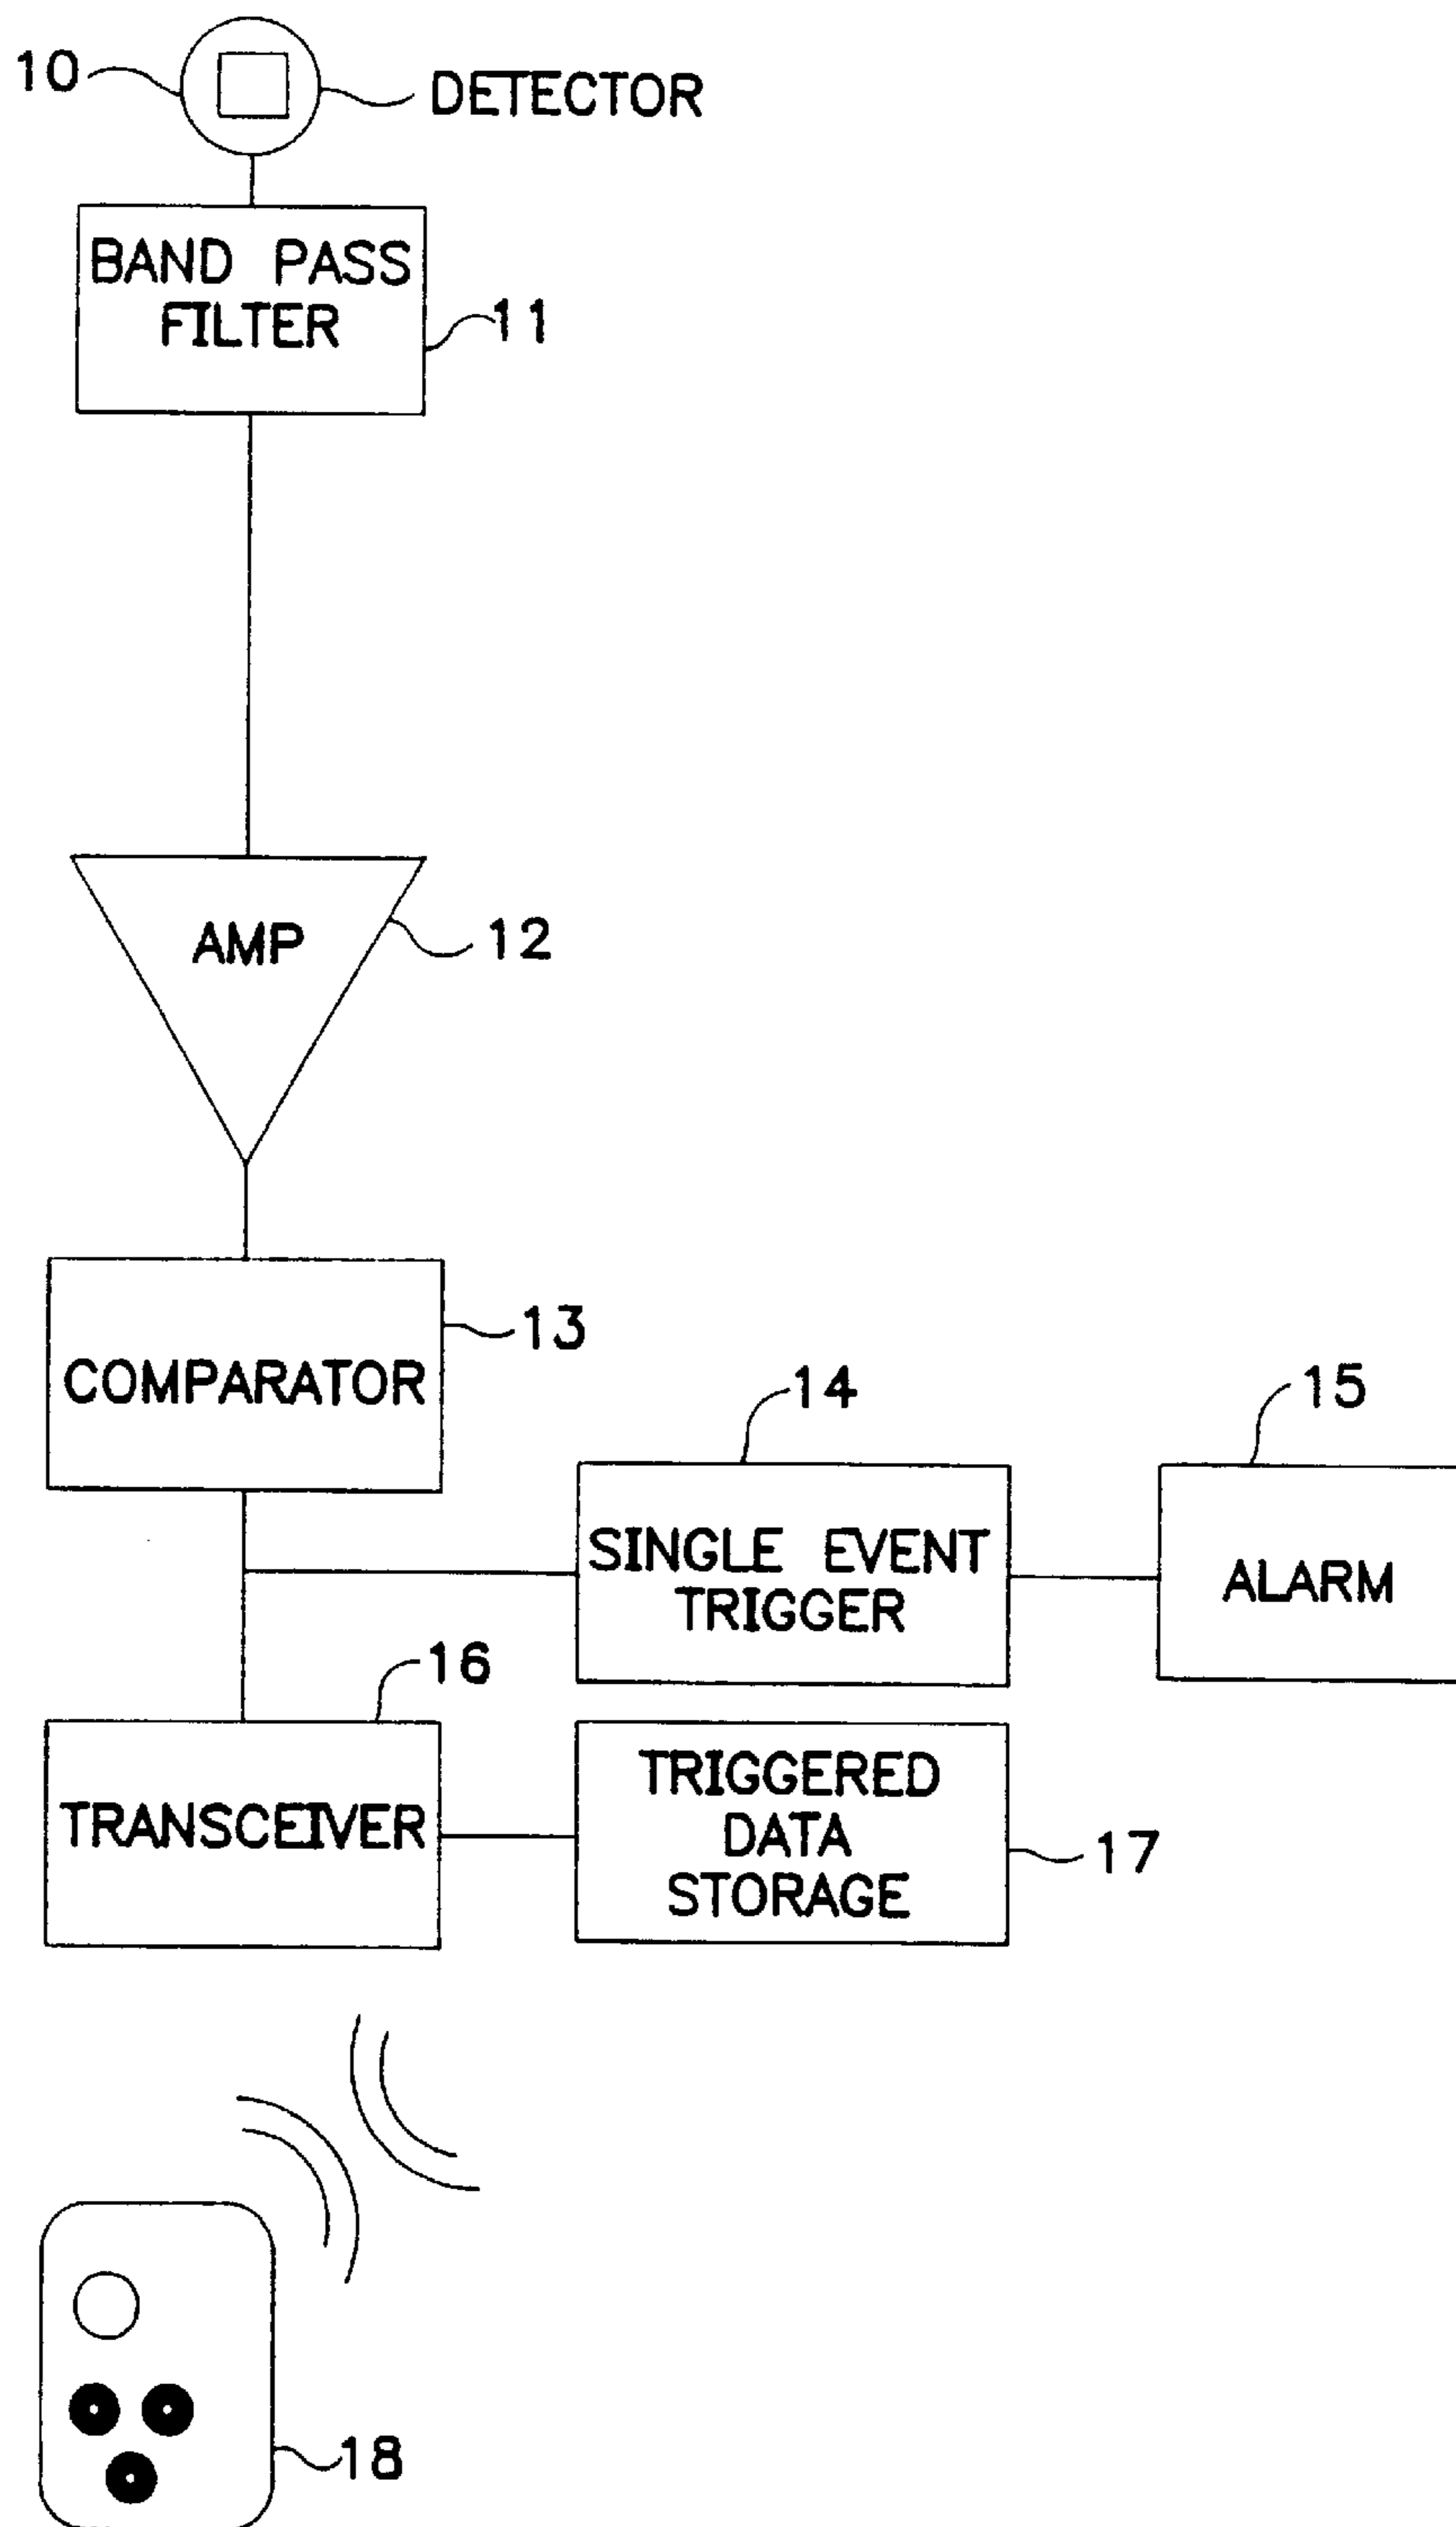 10
DETECTOR
BAND PASS
FILTER
11
AMP
12
13
COMPARATOR
14
15
SINGLE EVENT
TRIGGER
ALARM
16
TRANSCEIVER
TRIGGERED
DATA
STORAGE
17
18